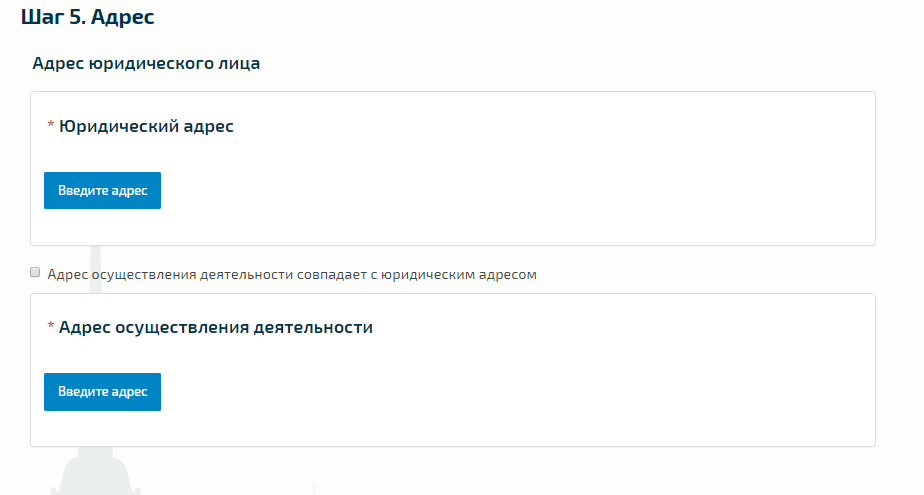 Шаг 5. Адрес
Адрес юридического лица
* Юридический адрес
Введите адрес
Адрес осуществления деятельности совпадает с юридическим адресом
* Адрес осуществления деятельности
Введите адрес